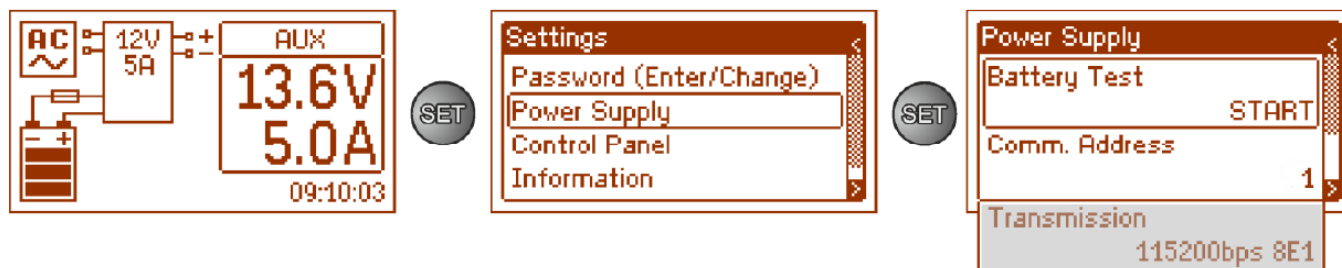 AC
12V
5A
+
-
AUX
13.6V
5.0A
- +
09:10:03
SET
Settings
Password (Enter/Change)
Power Supply
Control Panel
Information
SET
Power Supply
Battery Test
START
Comm. Address
1
Transmission
115200bps 8E1